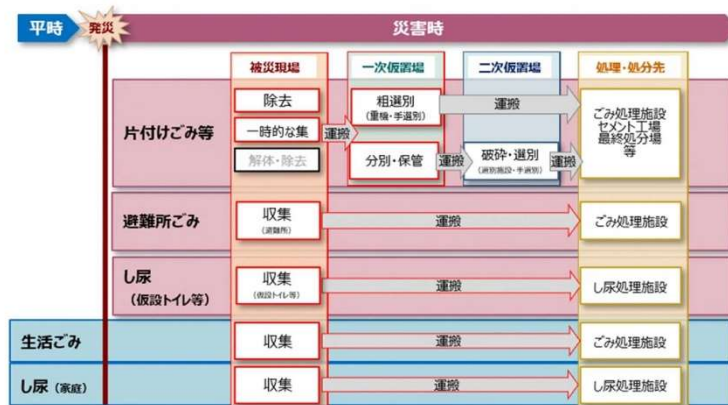 平時
発災
災害時
被災現場
一次仮置場
二次仮置場
処理・処分先
片付けごみ等
除去
一時的な集
解体・除去
運搬
粗選別
(重機・手選別)
分別・保管
運搬
運搬
破砕・選別
(選別施設・手選別)
運搬
ごみ処理施設
セメント工場
最終処分場
等
避難所ごみ
収集
(避難所)
運搬
ごみ処理施設
し尿
(仮設トイレ等)
収集
(仮設トイレ等)
運搬
し尿処理施設
生活ごみ
収集
運搬
ごみ処理施設
し尿(家庭)
収集
運搬
し尿処理施設